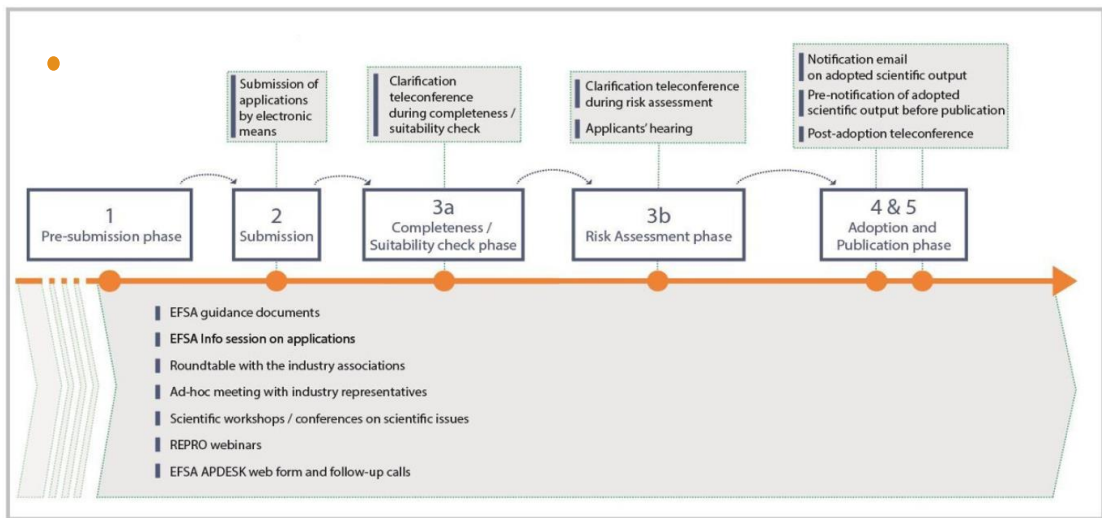 Submission of
applications
by electronic
means
Clarification
teleconference
during completeness /
suitability check
Clarification teleconference
during risk assessment
Applicants' hearing
Notification email
on adopted scientific output
Pre-notification of adopted
scientific output before publication
Post-adoption teleconference
1
Pre-submission phase
2
Submission
3a
Completeness /
Suitability check phase
3b
Risk Assessment phase
4 & 5
Adoption and
Publication phase
EFSA guidance documents
EFSA Info session on applications
Roundtable with the industry associations
Ad-hoc meeting with industry representatives
Scientific workshops / conferences on scientific issues
REPRO webinars
EFSA APDESK web form and follow-up calls